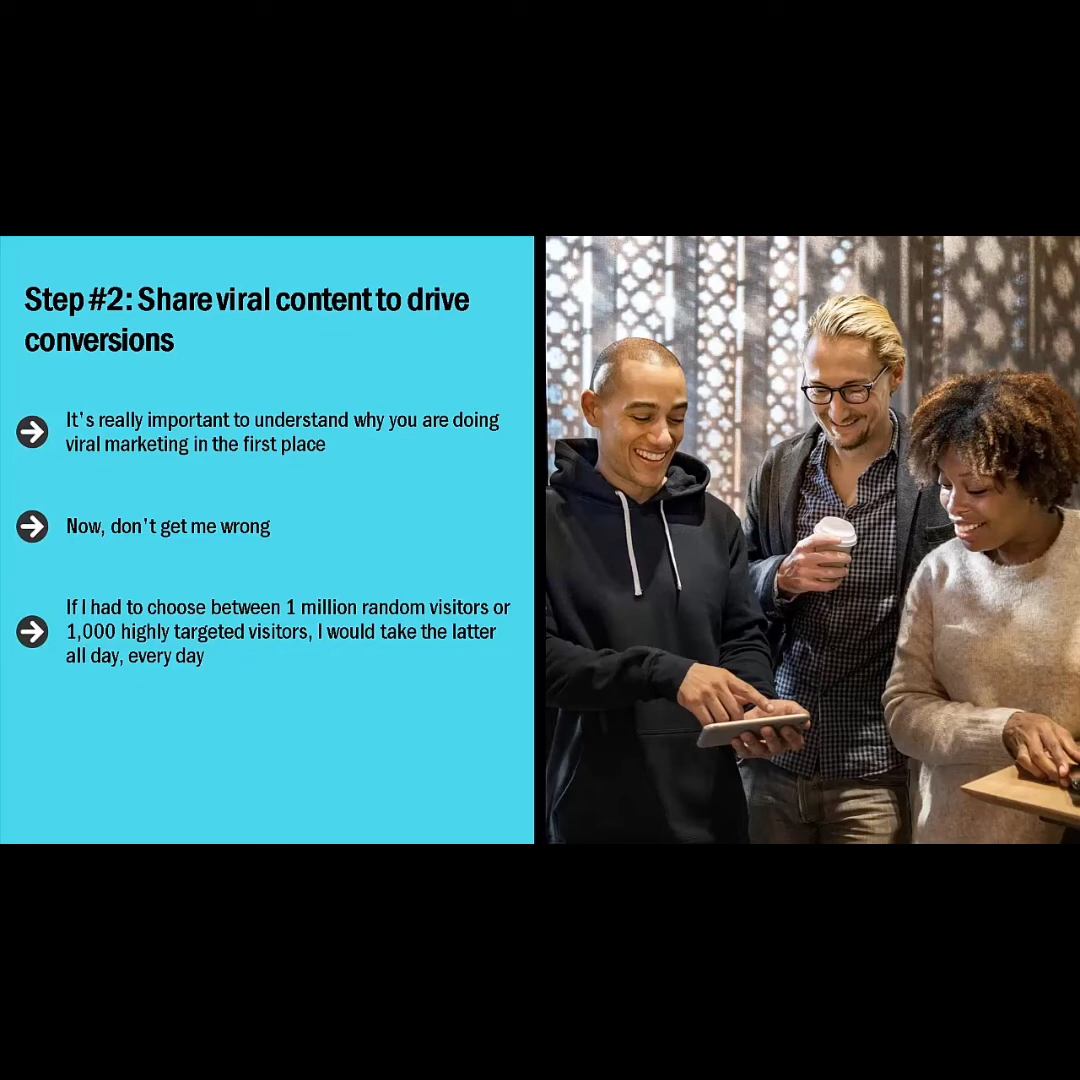 Step #2: Share viral content to drive
conversions
It's really important to understand why you are doing
viral marketing in the first place
Now, don't get me wrong
If I had to choose between 1 million random visitors or
1,000 highly targeted visitors, I would take the latter
all day, every day